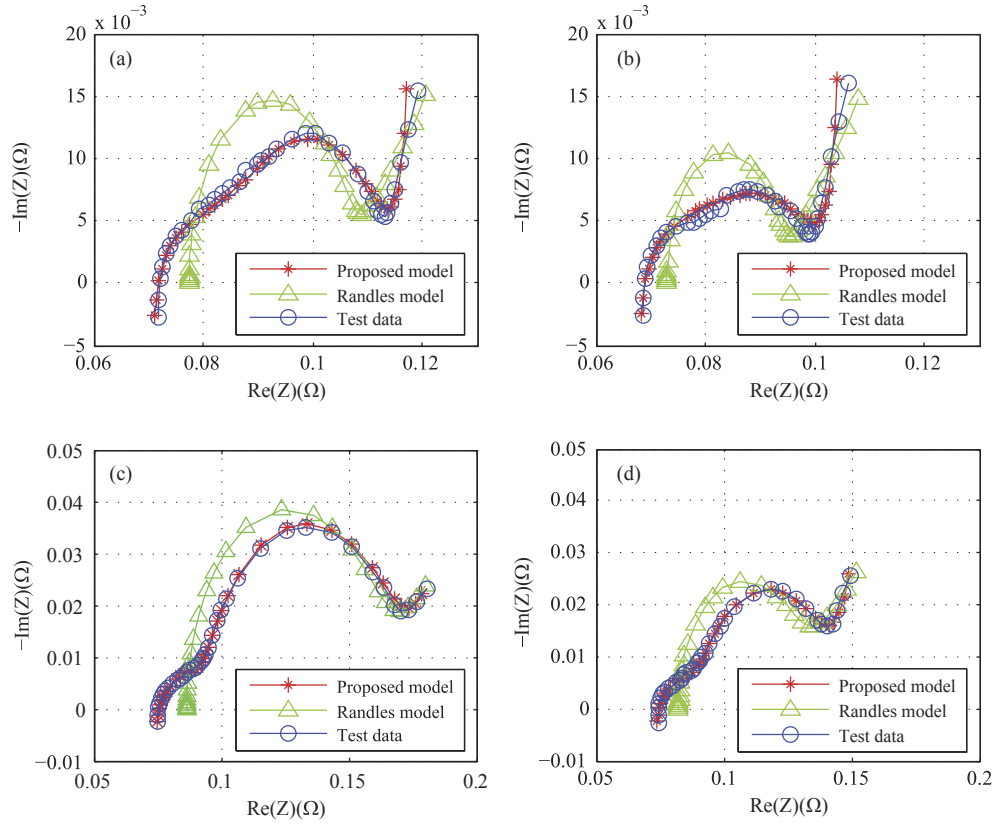 x 10⁻³
20
15
10
5
0
−5
0.06
0.08
0.1
0.12
−Im(Z)(Ω)
Re(Z)(Ω)
(a)
Proposed model
Randles model
Test data
x 10⁻³
20
15
10
5
0
−5
0.06
0.08
0.1
0.12
−Im(Z)(Ω)
Re(Z)(Ω)
(b)
Proposed model
Randles model
Test data
0.05
0.04
0.03
0.02
0.01
0
−0.01
0.05
0.1
0.15
0.2
−Im(Z)(Ω)
Re(Z)(Ω)
(c)
Proposed model
Randles model
Test data
0.05
0.04
0.03
0.02
0.01
0
−0.01
0.05
0.1
0.15
0.2
−Im(Z)(Ω)
Re(Z)(Ω)
(d)
Proposed model
Randles model
Test data